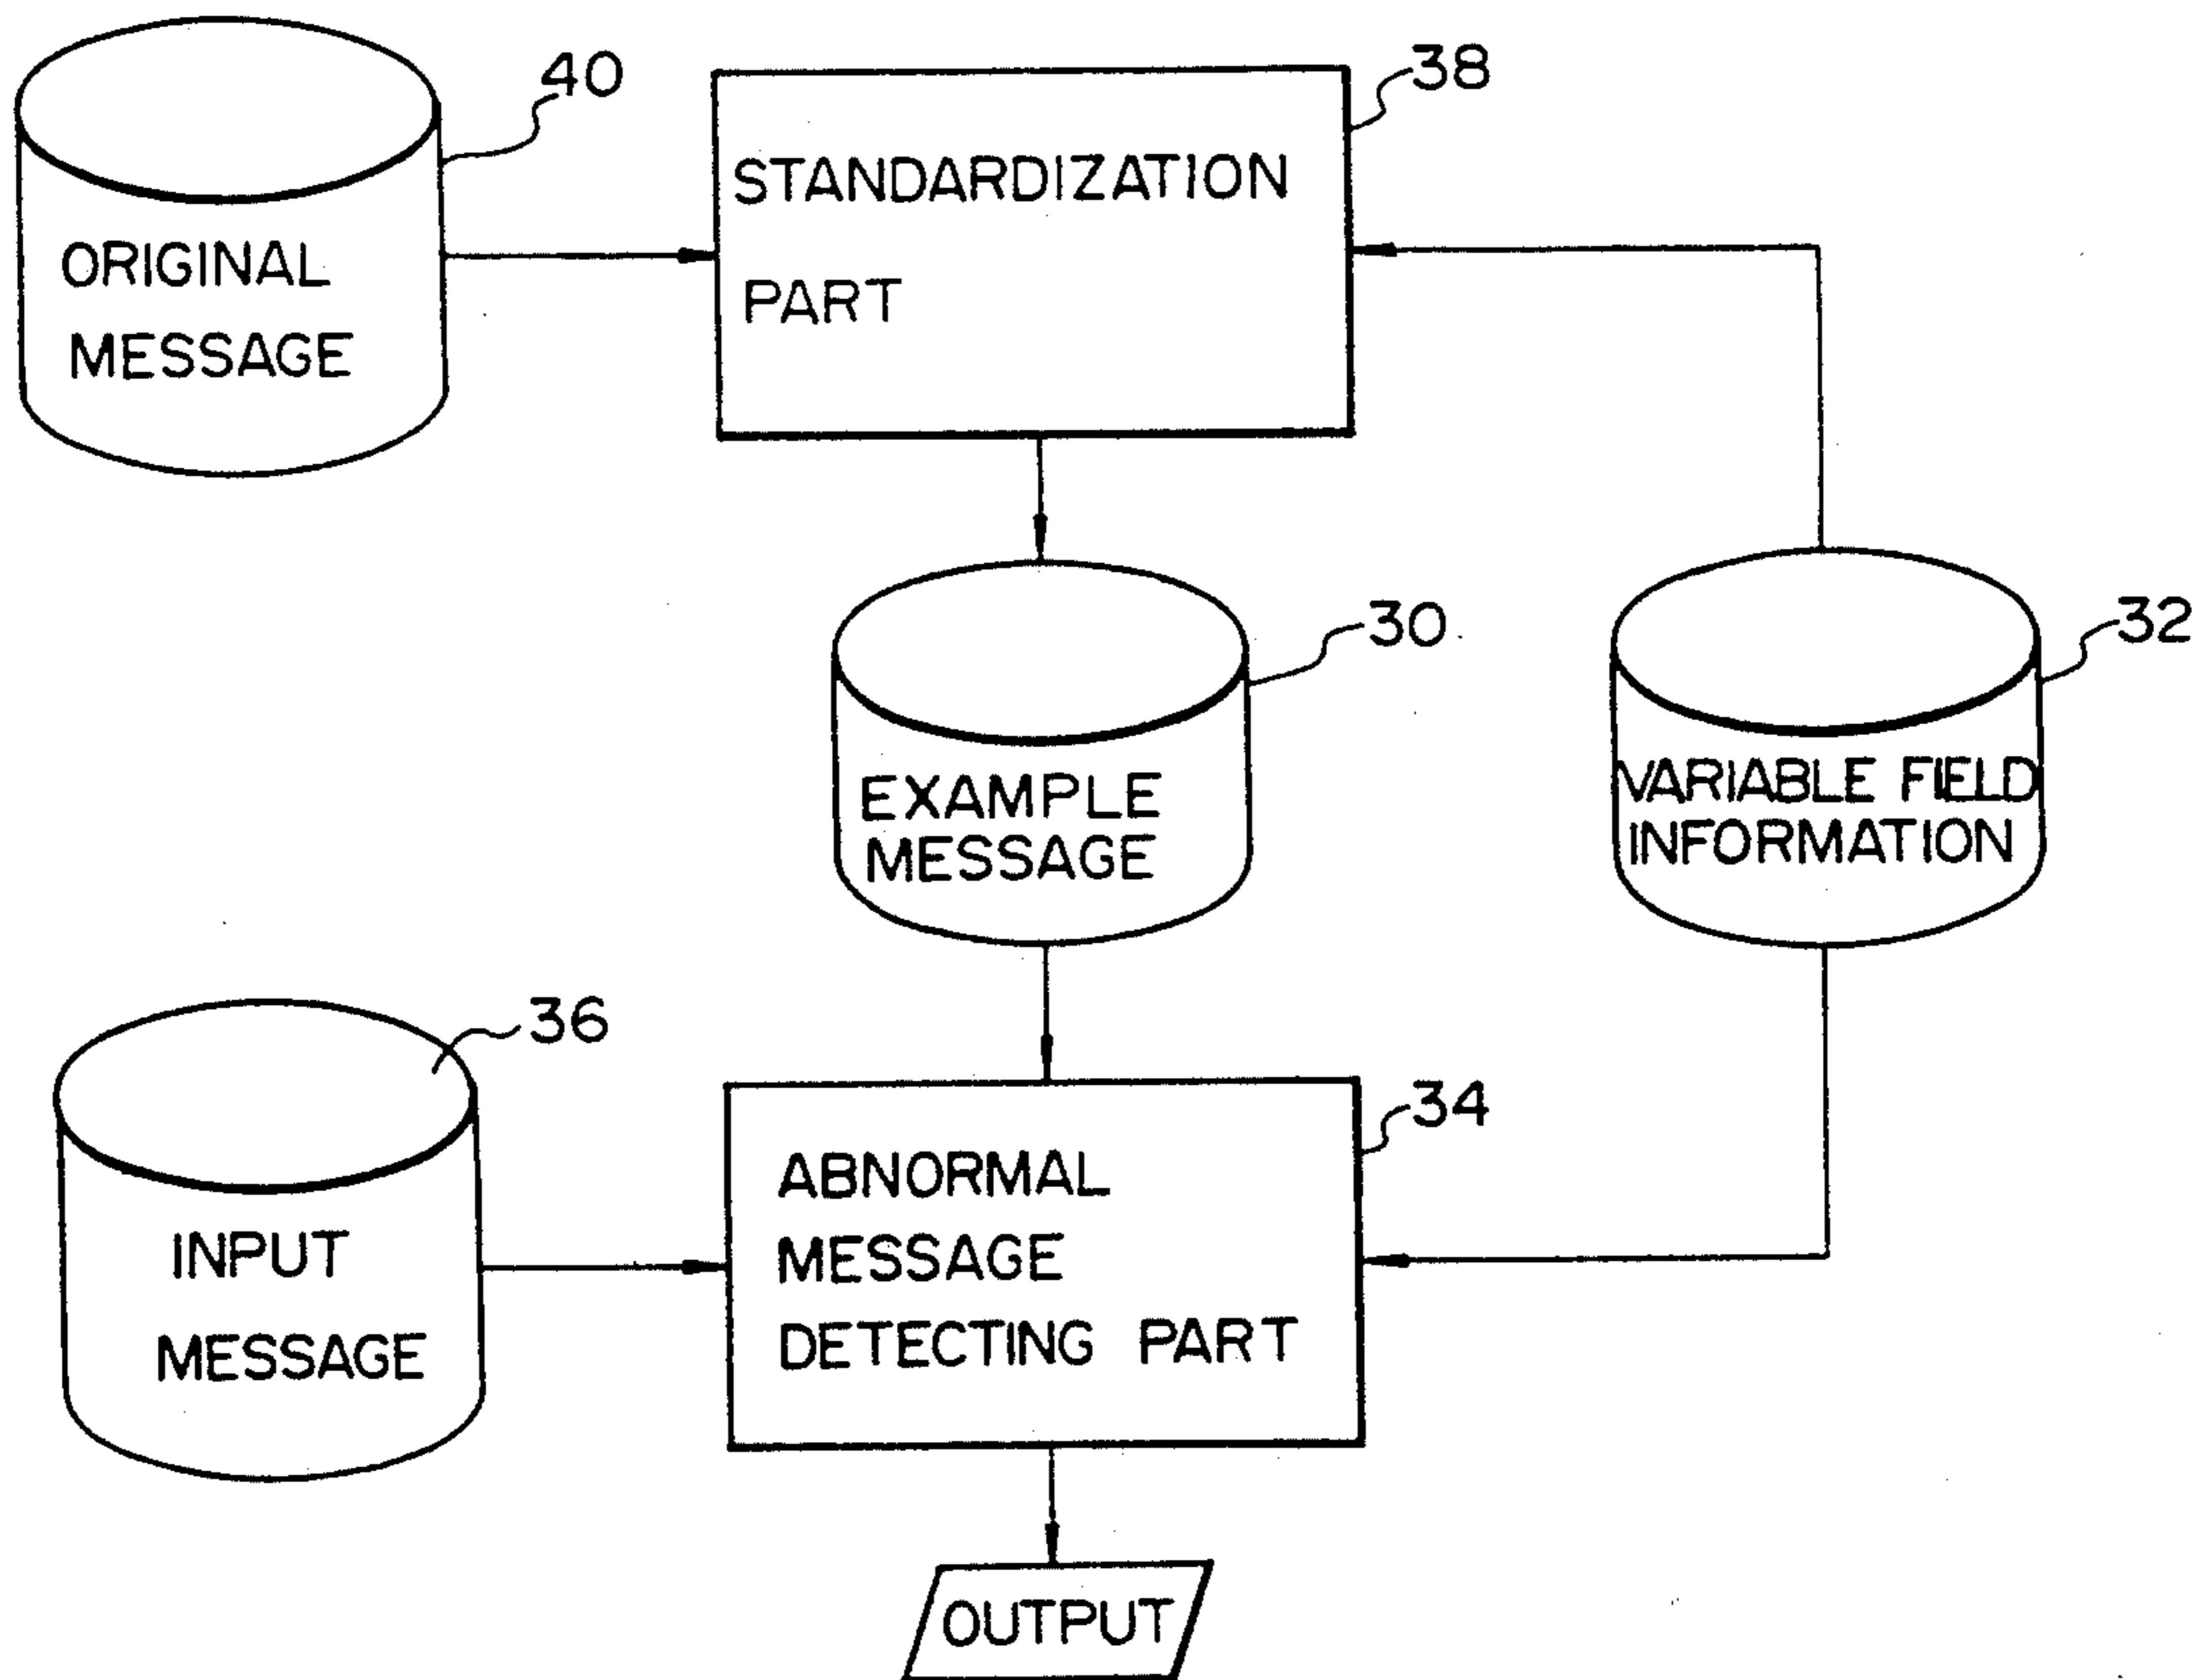 40
ORIGINAL
MESSAGE
38
STANDARDIZATION
PART
30
EXAMPLE
MESSAGE
32
VARIABLE FIELD
INFORMATION
36
INPUT
MESSAGE
34
ABNORMAL
MESSAGE
DETECTING PART
OUTPUT